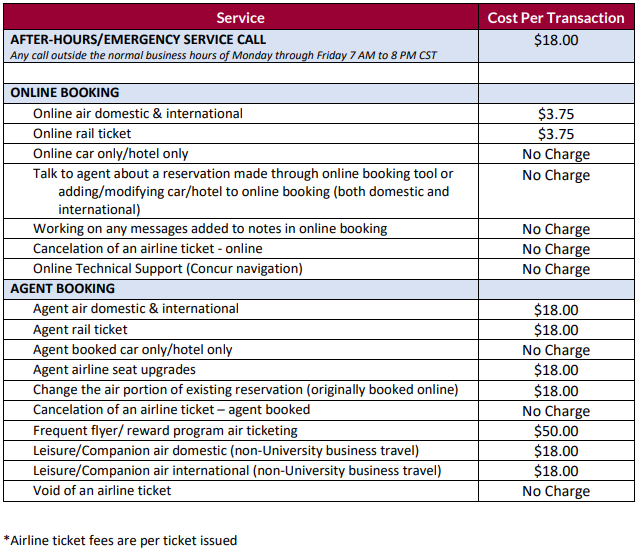 Service Cost Per Transaction
AFTER-HOURS/EMERGENCY SERVICE CALL $18.00
Any call outside the normal business hours of Monday through Friday 7 AM to 8 PM CST
ONLINE BOOKING
Online air domestic & international $3.75
Online rail ticket $3.75
Online car only/hotel only No Charge
Talk to agent about a reservation made through online booking tool or No Charge
adding/modifying car/hotel to online booking (both domestic and
international)
Working on any messages added to notes in online booking No Charge
Cancelation of an airline ticket - online No Charge
Online Technical Support (Concur navigation) No Charge
AGENT BOOKING
Agent air domestic & international $18.00
Agent rail ticket $18.00
Agent booked car only/hotel only No Charge
Agent airline seat upgrades $18.00
Change the air portion of existing reservation (originally booked online) $18.00
Cancelation of an airline ticket – agent booked No Charge
Frequent flyer/ reward program air ticketing $50.00
Leisure/Companion air domestic (non-University business travel) $18.00
Leisure/Companion air international (non-University business travel) $18.00
Void of an airline ticket No Charge
*Airline ticket fees are per ticket issued